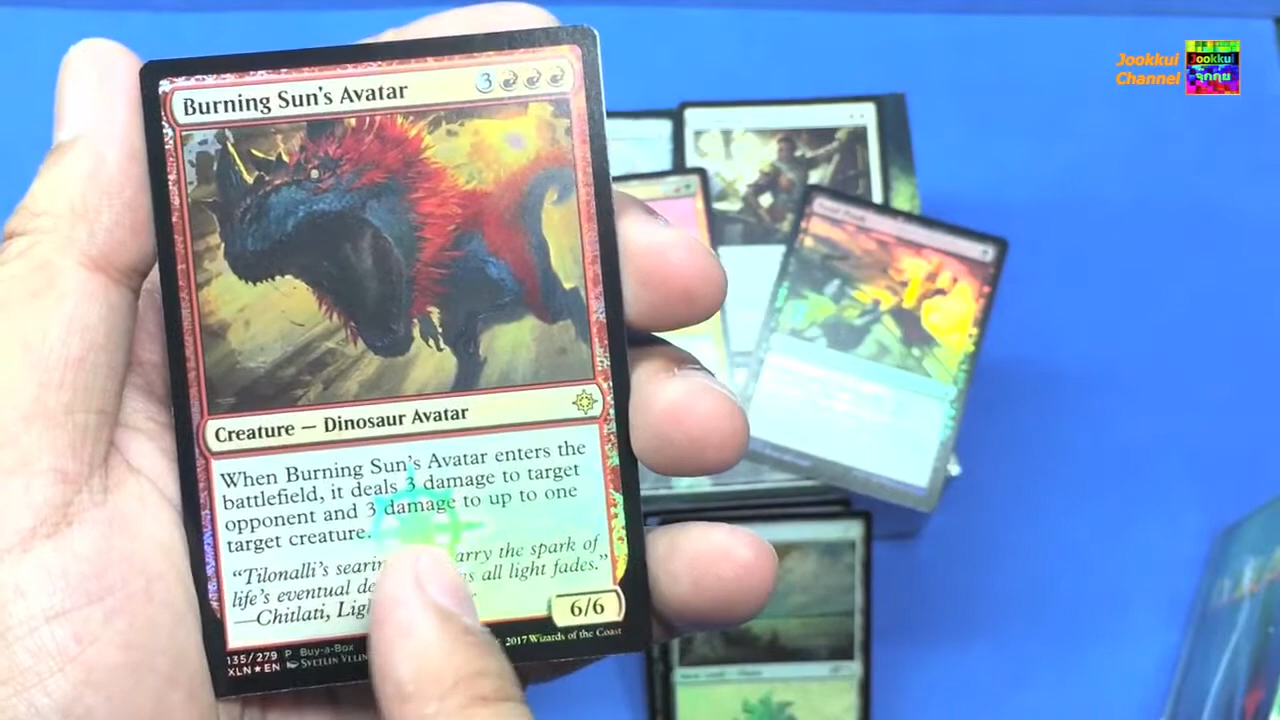 Jookkui
Channel
Jookkui
จุ๊กกุ่ย
Burning Sun's Avatar
3
Creature — Dinosaur Avatar
When Burning Sun's Avatar enters the
battlefield, it deals 3 damage to target
opponent and 3 damage to up to one
target creature.
"Tilonalli's arry the spark of
life's eventual all light fades."
—Chitlati,
6/6
135/279 P Buy-a-Box
XLN★EN
2017 Wizards of the Coast